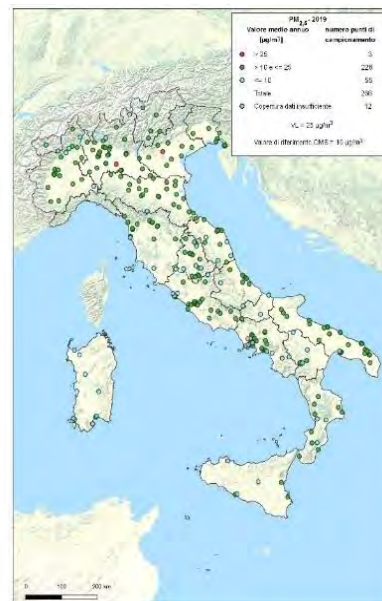 PM2,5 - 2019
Valore medio annuo numero punti di
[µg/m³] campionamento
> 25 3
> 10 e <= 25 228
<= 10 55
Totale 286
Copertura dati insufficiente 12
VL = 25 µg/m³
Valore di riferimento OMS = 10 µg/m³
0 100 200 km